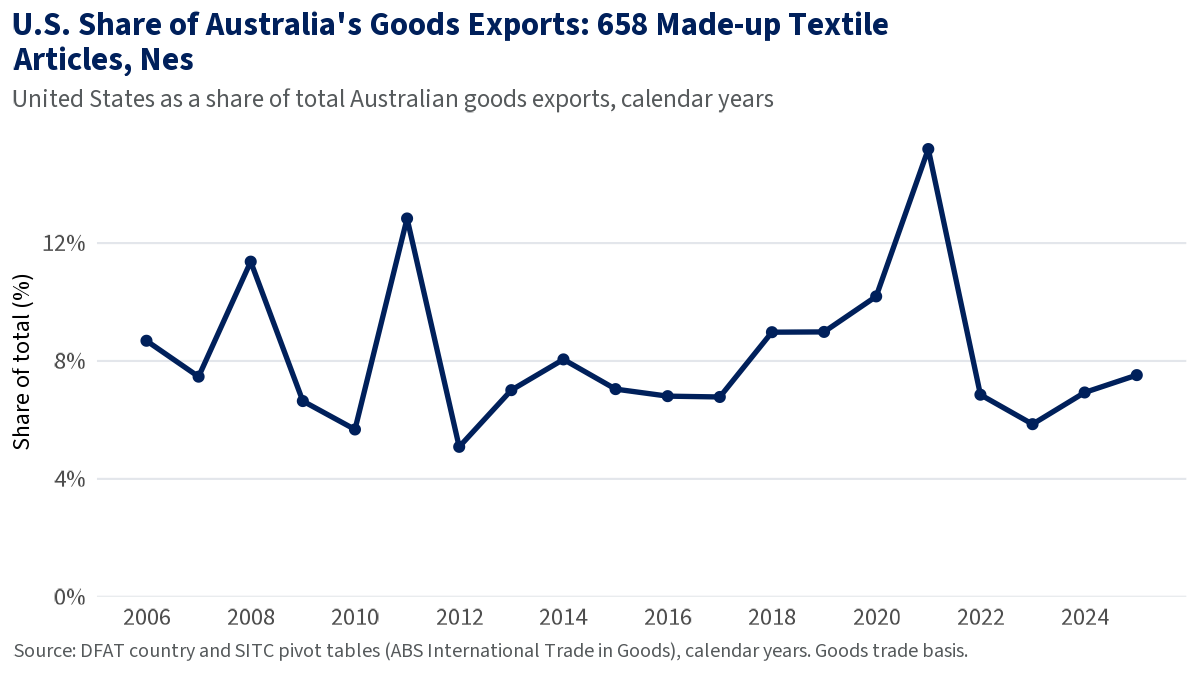 U.S. Share of Australia's Goods Exports: 658 Made-up Textile
Articles, Nes
United States as a share of total Australian goods exports, calendar years
Share of total (%)
12%
8%
4%
0%
2006 2008 2010 2012 2014 2016 2018 2020 2022 2024
Source: DFAT country and SITC pivot tables (ABS International Trade in Goods), calendar years. Goods trade basis.